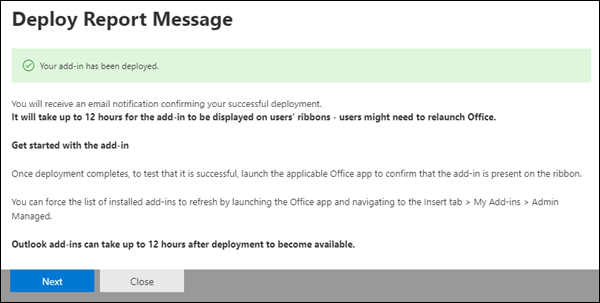 Deploy Report Message
Your add-in has been deployed.
You will receive an email notification confirming your successful deployment.
It will take up to 12 hours for the add-in to be displayed on users' ribbons - users might need to relaunch Office.
Get started with the add-in
Once deployment completes, to test that it is successful, launch the applicable Office app to confirm that the add-in is present on the ribbon.
You can force the list of installed add-ins to refresh by launching the Office app and navigating to the Insert tab > My Add-ins > Admin
Managed.
Outlook add-ins can take up to 12 hours after deployment to become available.
Next Close